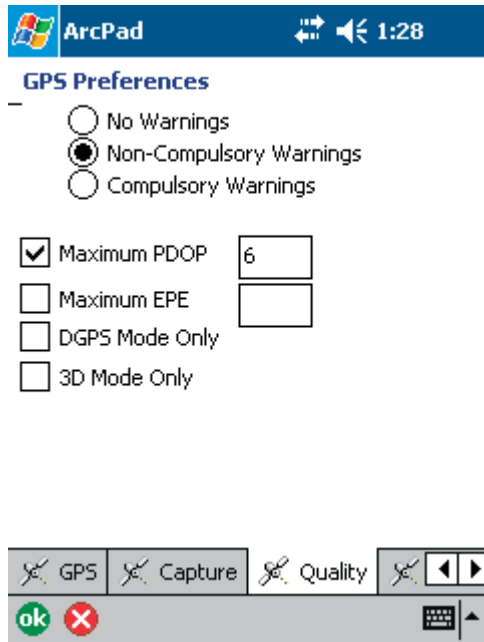 ArcPad 1:28
GPS Preferences
No Warnings
Non-Compulsory Warnings
Compulsory Warnings
Maximum PDOP 6
Maximum EPE
DGPS Mode Only
3D Mode Only
GPS Capture Quality
ok